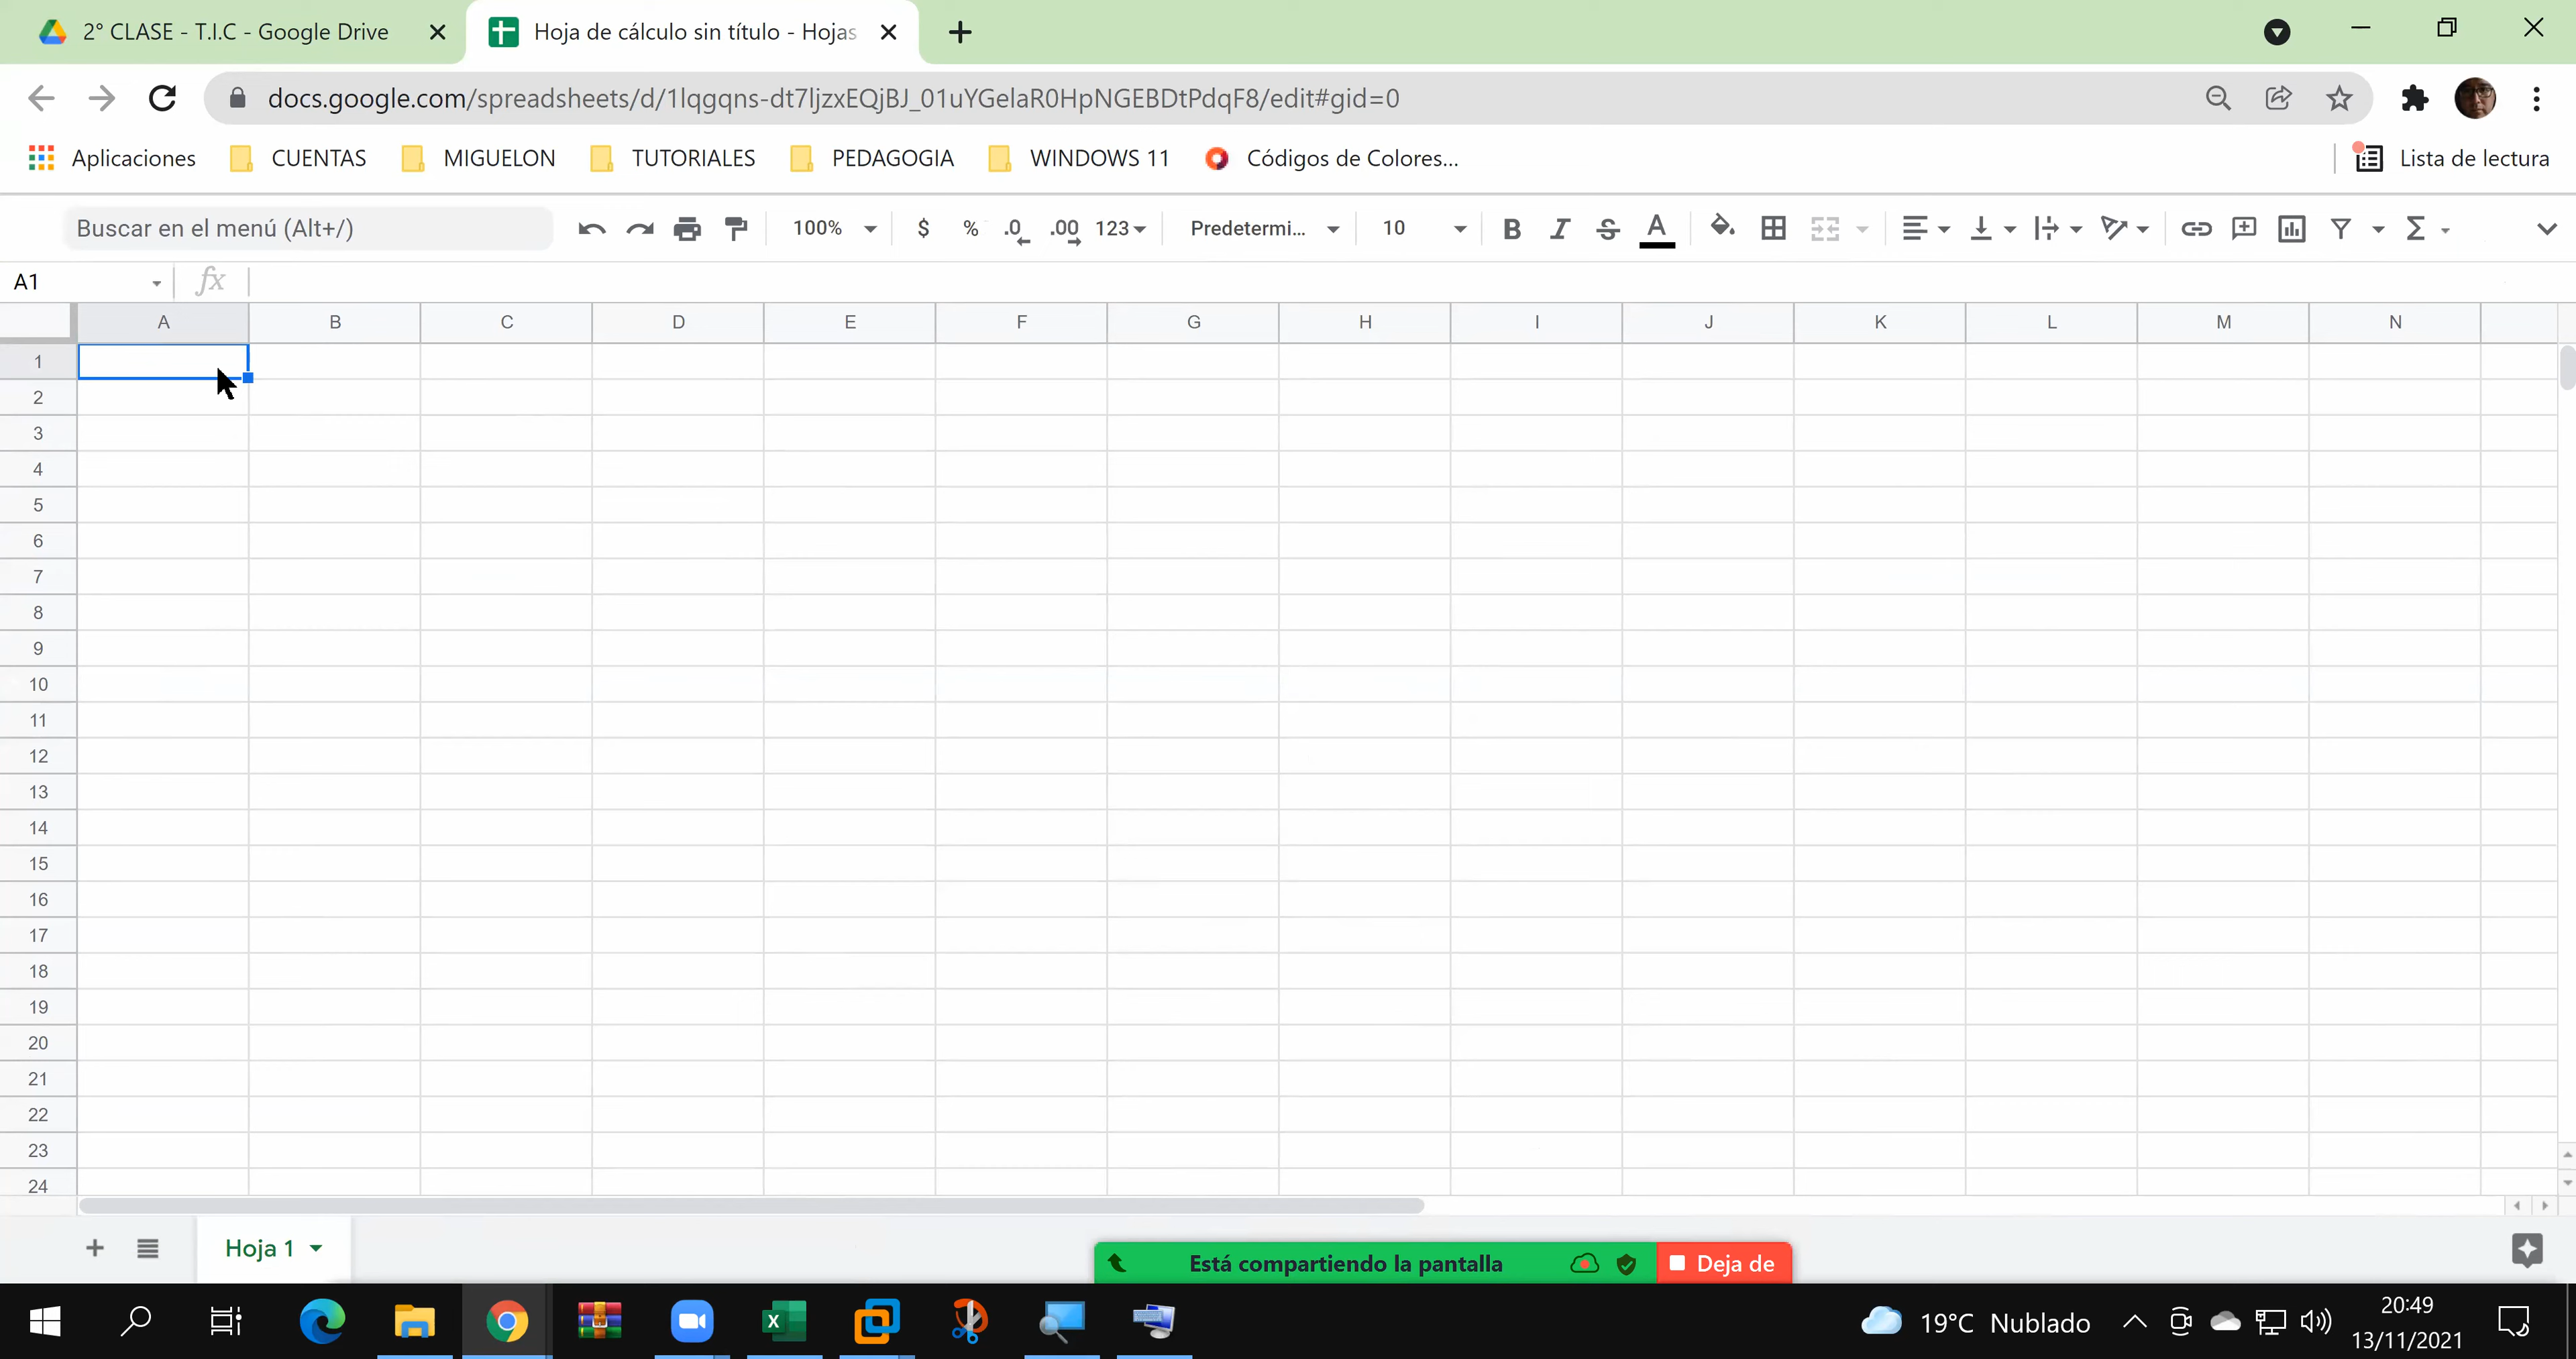 2° CLASE - T.I.C - Google Drive
Hoja de cálculo sin título - Hojas
docs.google.com/spreadsheets/d/1lqgqns-dt7ljzxEQjBJ_01uYGelaR0HpNGEBDtPdqF8/edit#gid=0
Aplicaciones CUENTAS MIGUELON TUTORIALES PEDAGOGIA WINDOWS 11 Códigos de Colores... Lista de lectura
Buscar en el menú (Alt+/) 100% $ % .0 .00 123 Predetermi... 10 B I S A Σ
A1 fx
A B C D E F G H I J K L M N
1
2
3
4
5
6
7
8
9
10
11
12
13
14
15
16
17
18
19
20
21
22
23
24
Hoja 1
Está compartiendo la pantalla Deja de
19°C Nublado
20:49
13/11/2021